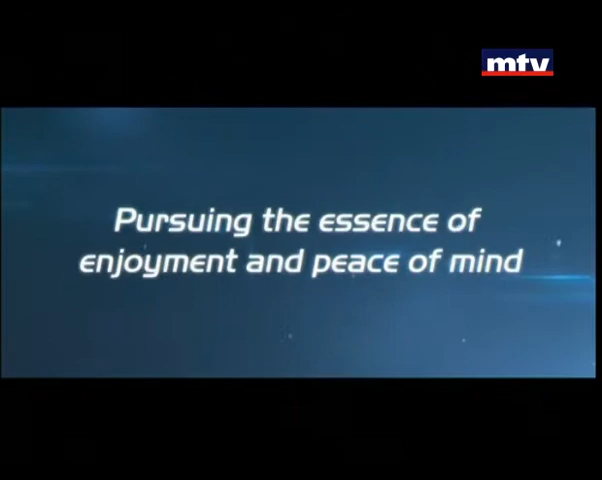 mtv
Pursuing the essence of
enjoyment and peace of mind